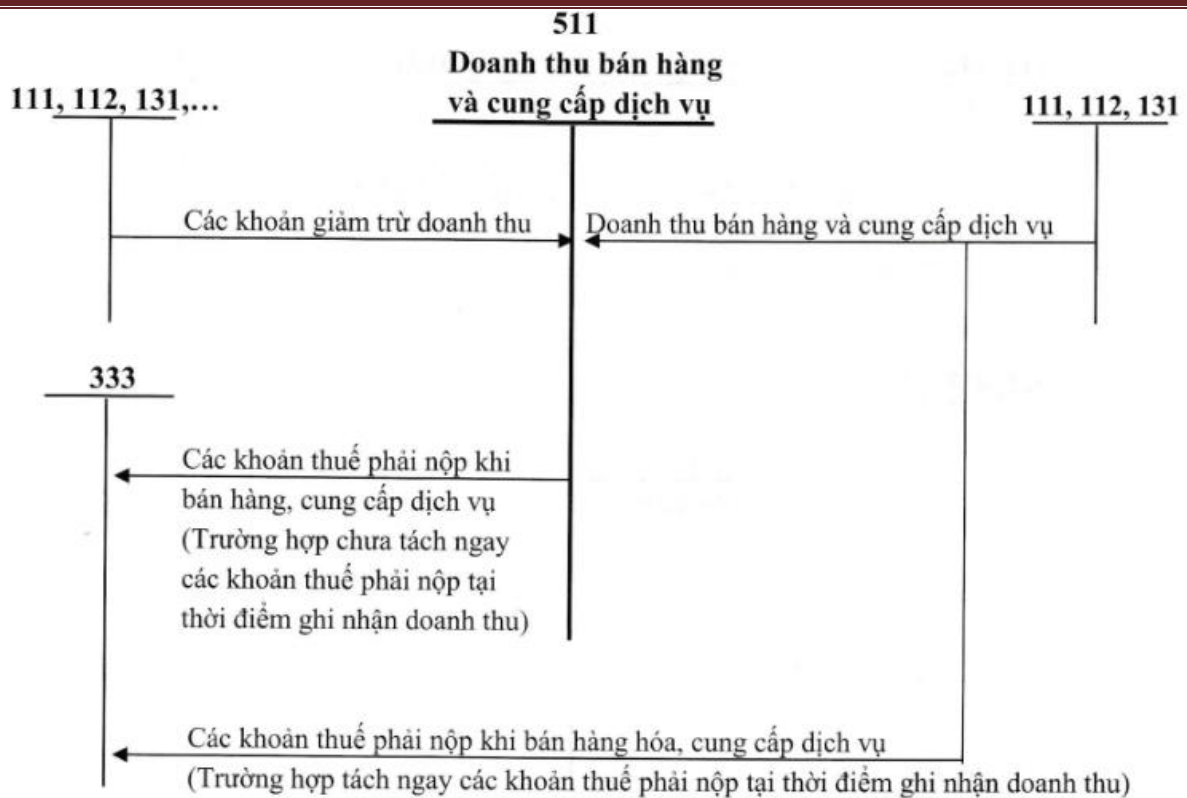 511
Doanh thu bán hàng
và cung cấp dịch vụ
111, 112, 131,...
111, 112, 131
Các khoản giảm trừ doanh thu
Doanh thu bán hàng và cung cấp dịch vụ
333
Các khoản thuế phải nộp khi
bán hàng, cung cấp dịch vụ
(Trường hợp chưa tách ngay
các khoản thuế phải nộp tại
thời điểm ghi nhận doanh thu)
Các khoản thuế phải nộp khi bán hàng hóa, cung cấp dịch vụ
(Trường hợp tách ngay các khoản thuế phải nộp tại thời điểm ghi nhận doanh thu)